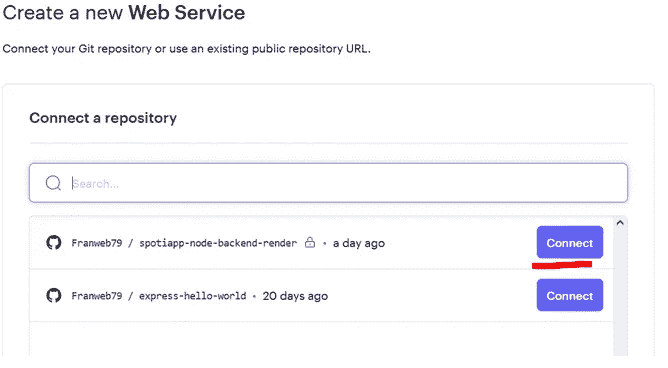 Create a new Web Service
Connect your Git repository or use an existing public repository URL.
Connect a repository
Search...
Franweb79 / spotiapp-node-backend-render • a day ago Connect
Franweb79 / express-hello-world • 20 days ago Connect